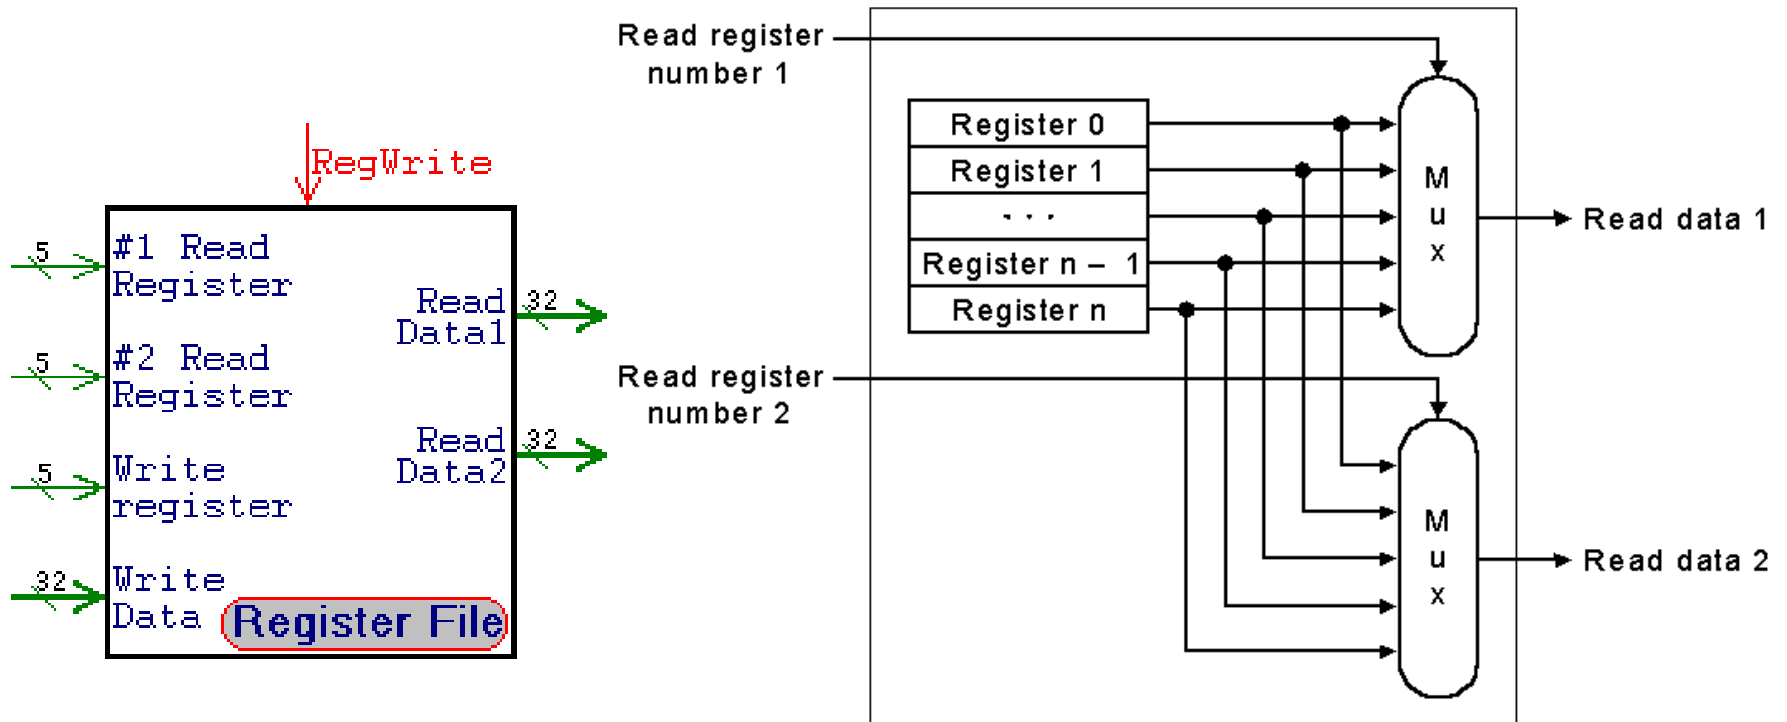 RegWrite
5
#1 Read
Register
5
#2 Read
Register
5
Write
register
32
Write
Data
Read
Data1
32
Read
Data2
32
Register File
Read register
number 1
Register 0
Register 1
. . .
Register n – 1
Register n
M
u
x
Read data 1
Read register
number 2
M
u
x
Read data 2